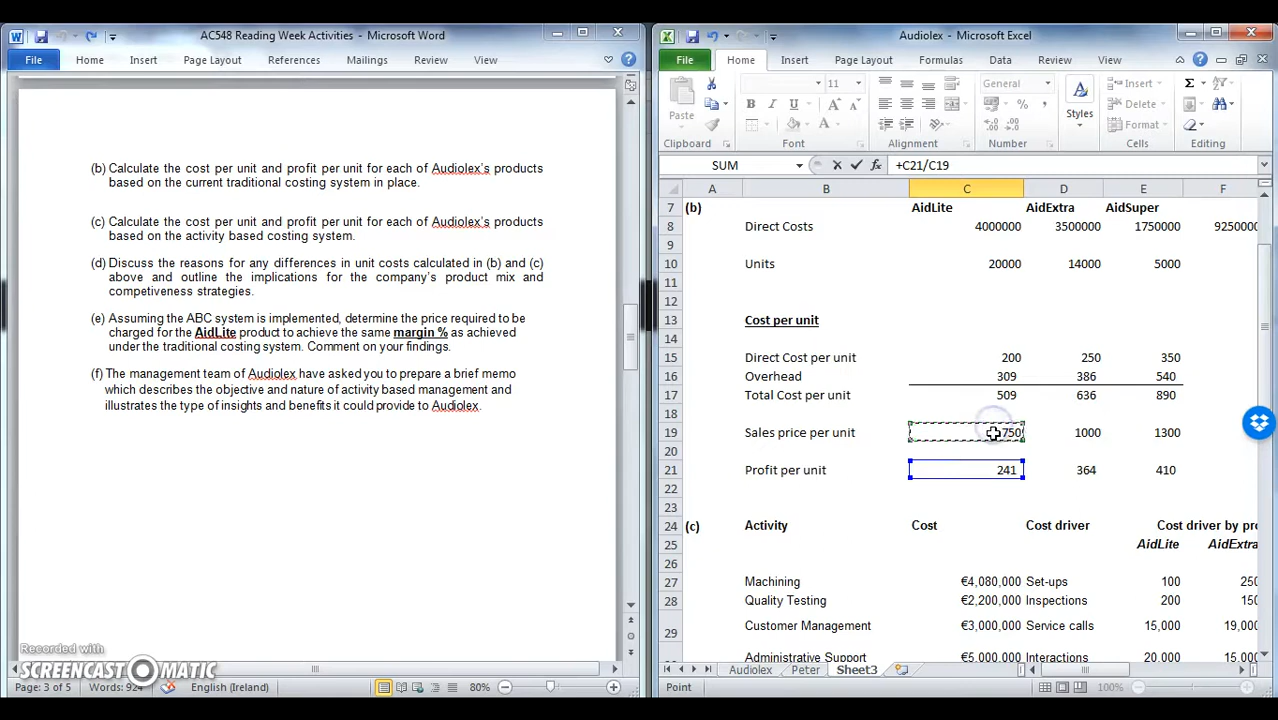 AC548 Reading Week Activities - Microsoft Word
File Home Insert Page Layout References Mailings Review View
(b) Calculate the cost per unit and profit per unit for each of Audiolex's products
based on the current traditional costing system in place.
(c) Calculate the cost per unit and profit per unit for each of Audiolex's products
based on the activity based costing system.
(d) Discuss the reasons for any differences in unit costs calculated in (b) and (c)
above and outline the implications for the company's product mix and
competiveness strategies.
(e) Assuming the ABC system is implemented, determine the price required to be
charged for the AidLite product to achieve the same margin % as achieved
under the traditional costing system. Comment on your findings.
(f) The management team of Audiolex have asked you to prepare a brief memo
which describes the objective and nature of activity based management and
illustrates the type of insights and benefits it could provide to Audiolex.
Recorded with
SCREENCAST-O-MATIC
Page: 3 of 5 Words: 924 English (Ireland) 80%
Audiolex - Microsoft Excel
File Home Insert Page Layout Formulas Data Review View
Paste
11
B I U
General
Styles
Insert
Delete
Format
Clipboard Font Alignment Number Cells Editing
SUM +C21/C19
A B C D E F
7 (b) AidLite AidExtra AidSuper
8 Direct Costs 4000000 3500000 1750000 9250000
9
10 Units 20000 14000 5000
11
12
13 Cost per unit
14
15 Direct Cost per unit 200 250 350
16 Overhead 309 386 540
17 Total Cost per unit 509 636 890
18
19 Sales price per unit 750 1000 1300
20
21 Profit per unit 241 364 410
22
23
24 (c) Activity Cost Cost driver Cost driver by pro
25 AidLite AidExtra
26
27 Machining €4,080,000 Set-ups 100 250
28 Quality Testing €2,200,000 Inspections 200 150
29 Customer Management €3,000,000 Service calls 15,000 19,000
Administrative Support €5,000,000 Interactions 20,000 15,000
Audiolex Peter Sheet3
Point 100%